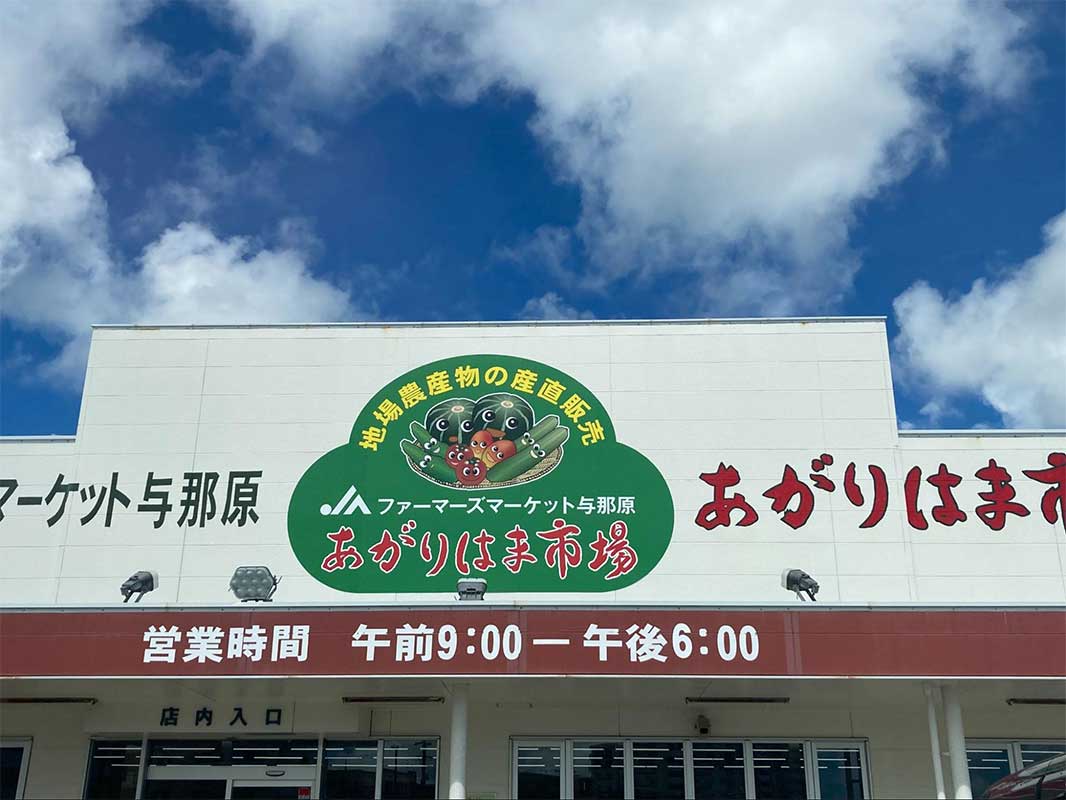 地場農産物の産直販売
マーケット与那原
JA ファーマーズマーケット与那原
あがりはま市場
あがりはま市
営業時間 午前9:00ー午後6:00
店内入口